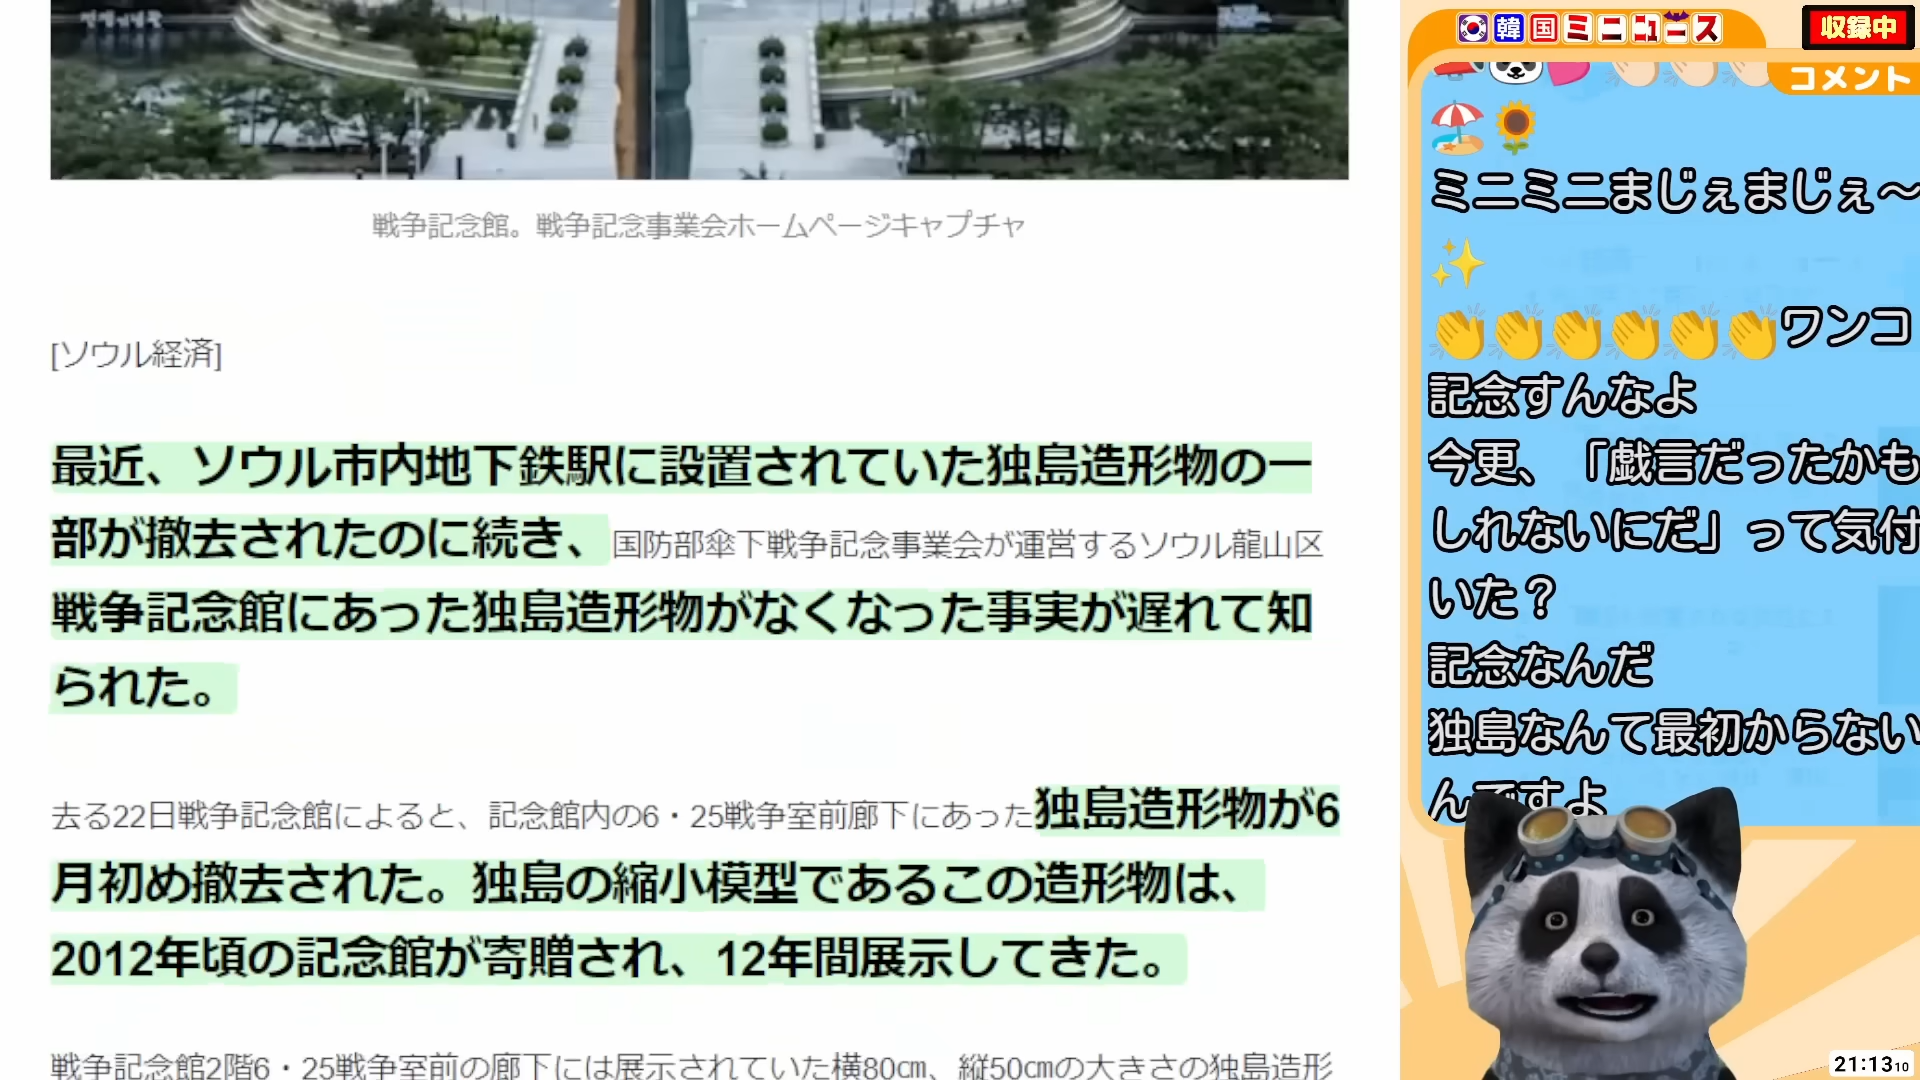 전쟁기념관
戦争記念館。戦争記念事業会ホームページキャプチャ
[ソウル経済]
最近、ソウル市内地下鉄駅に設置されていた独島造形物の一
部が撤去されたのに続き、国防部傘下戦争記念事業会が運営するソウル龍山区
戦争記念館にあった独島造形物がなくなった事実が遅れて知
られた。
去る22日戦争記念館によると、記念館内の6・25戦争室前廊下にあった独島造形物が6
月初め撤去された。独島の縮小模型であるこの造形物は、
2012年頃の記念館が寄贈され、12年間展示してきた。
戦争記念館2階6・25戦争室前の廊下には展示されていた横80㎝、縦50㎝の大きさの独島造形
韓国ミニニュース
収録中
コメント
ミニミニまじぇまじぇ〜
ワンコ
記念すんなよ
今更、「戯言だったかも
しれないにだ」って気付
いた？
記念なんだ
独島なんて最初からない
んですよ
21:13 10